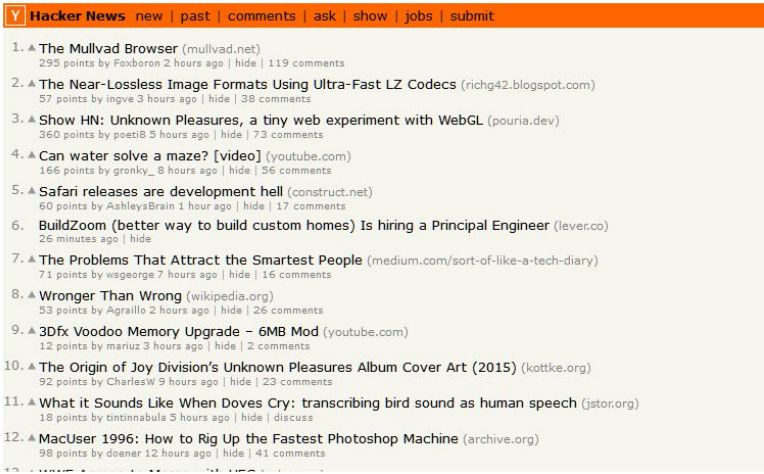 Y Hacker News new | past | comments | ask | show | jobs | submit
1. ▲ The Mullvad Browser (mullvad.net)
295 points by Foxboron 2 hours ago | hide | 119 comments
2. ▲ The Near-Lossless Image Formats Using Ultra-Fast LZ Codecs (richg42.blogspot.com)
57 points by ingve 3 hours ago | hide | 38 comments
3. ▲ Show HN: Unknown Pleasures, a tiny web experiment with WebGL (pouria.dev)
360 points by poeti8 5 hours ago | hide | 73 comments
4. ▲ Can water solve a maze? [video] (youtube.com)
166 points by gronky_ 8 hours ago | hide | 56 comments
5. ▲ Safari releases are development hell (construct.net)
60 points by AshleysBrain 1 hour ago | hide | 17 comments
6. BuildZoom (better way to build custom homes) Is hiring a Principal Engineer (lever.co)
26 minutes ago | hide
7. ▲ The Problems That Attract the Smartest People (medium.com/sort-of-like-a-tech-diary)
71 points by wsgeorge 7 hours ago | hide | 16 comments
8. ▲ Wronger Than Wrong (wikipedia.org)
53 points by Agraillo 2 hours ago | hide | 26 comments
9. ▲ 3Dfx Voodoo Memory Upgrade – 6MB Mod (youtube.com)
12 points by mariuz 3 hours ago | hide | 2 comments
10. ▲ The Origin of Joy Division’s Unknown Pleasures Album Cover Art (2015) (kottke.org)
92 points by CharlesW 9 hours ago | hide | 23 comments
11. ▲ What it Sounds Like When Doves Cry: transcribing bird sound as human speech (jstor.org)
18 points by tintinnabula 5 hours ago | hide | discuss
12. ▲ MacUser 1996: How to Rig Up the Fastest Photoshop Machine (archive.org)
98 points by doener 12 hours ago | hide | 41 comments